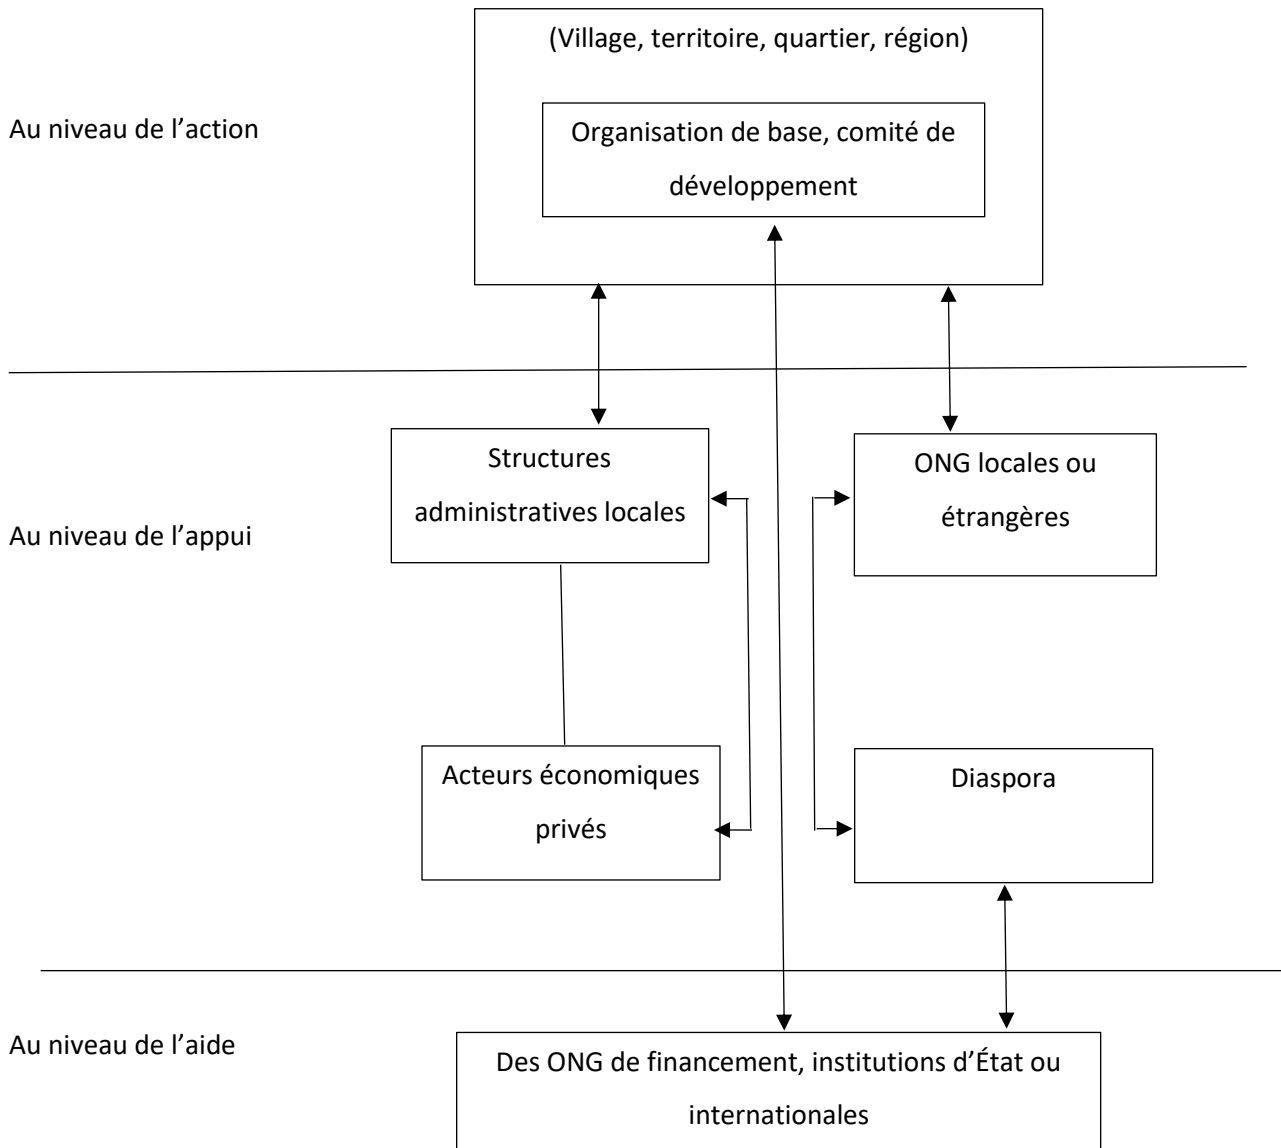 (Village, territoire, quartier, région)
Au niveau de l’action
Organisation de base, comité de
développement
Structures
administratives locales
ONG locales ou
étrangères
Au niveau de l’appui
Acteurs économiques
privés
Diaspora
Au niveau de l’aide
Des ONG de financement, institutions d’État ou
internationales